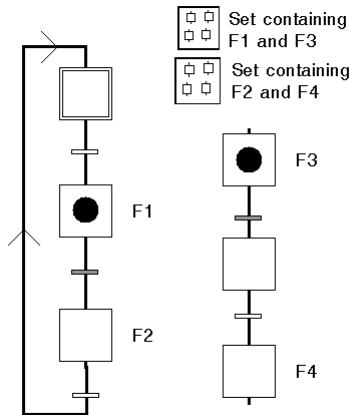 Set containing
F1 and F3
Set containing
F2 and F4
F3
F1
F2
F4